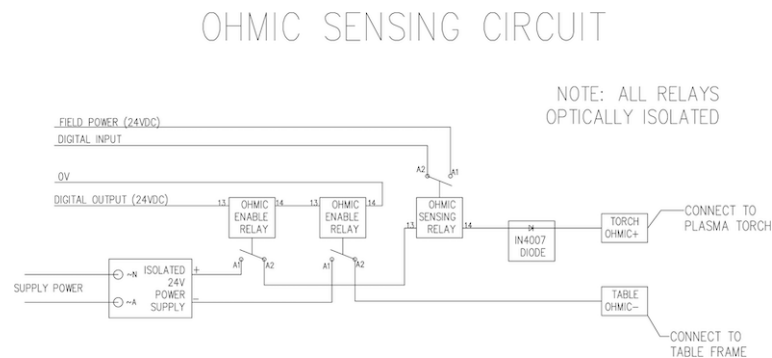 OHMIC SENSING CIRCUIT
NOTE: ALL RELAYS
OPTICALLY ISOLATED
FIELD POWER (24VDC)
DIGITAL INPUT
A2
A1
0V
DIGITAL OUTPUT (24VDC)
13
OHMIC
ENABLE
RELAY
14
13
OHMIC
ENABLE
RELAY
14
13
OHMIC
SENSING
RELAY
14
IN4007
DIODE
TORCH
OHMIC+
CONNECT TO
PLASMA TORCH
A1
A2
A1
A2
SUPPLY POWER
~N
~A
ISOLATED
24V
POWER
SUPPLY
+
-
TABLE
OHMIC-
CONNECT TO
TABLE FRAME